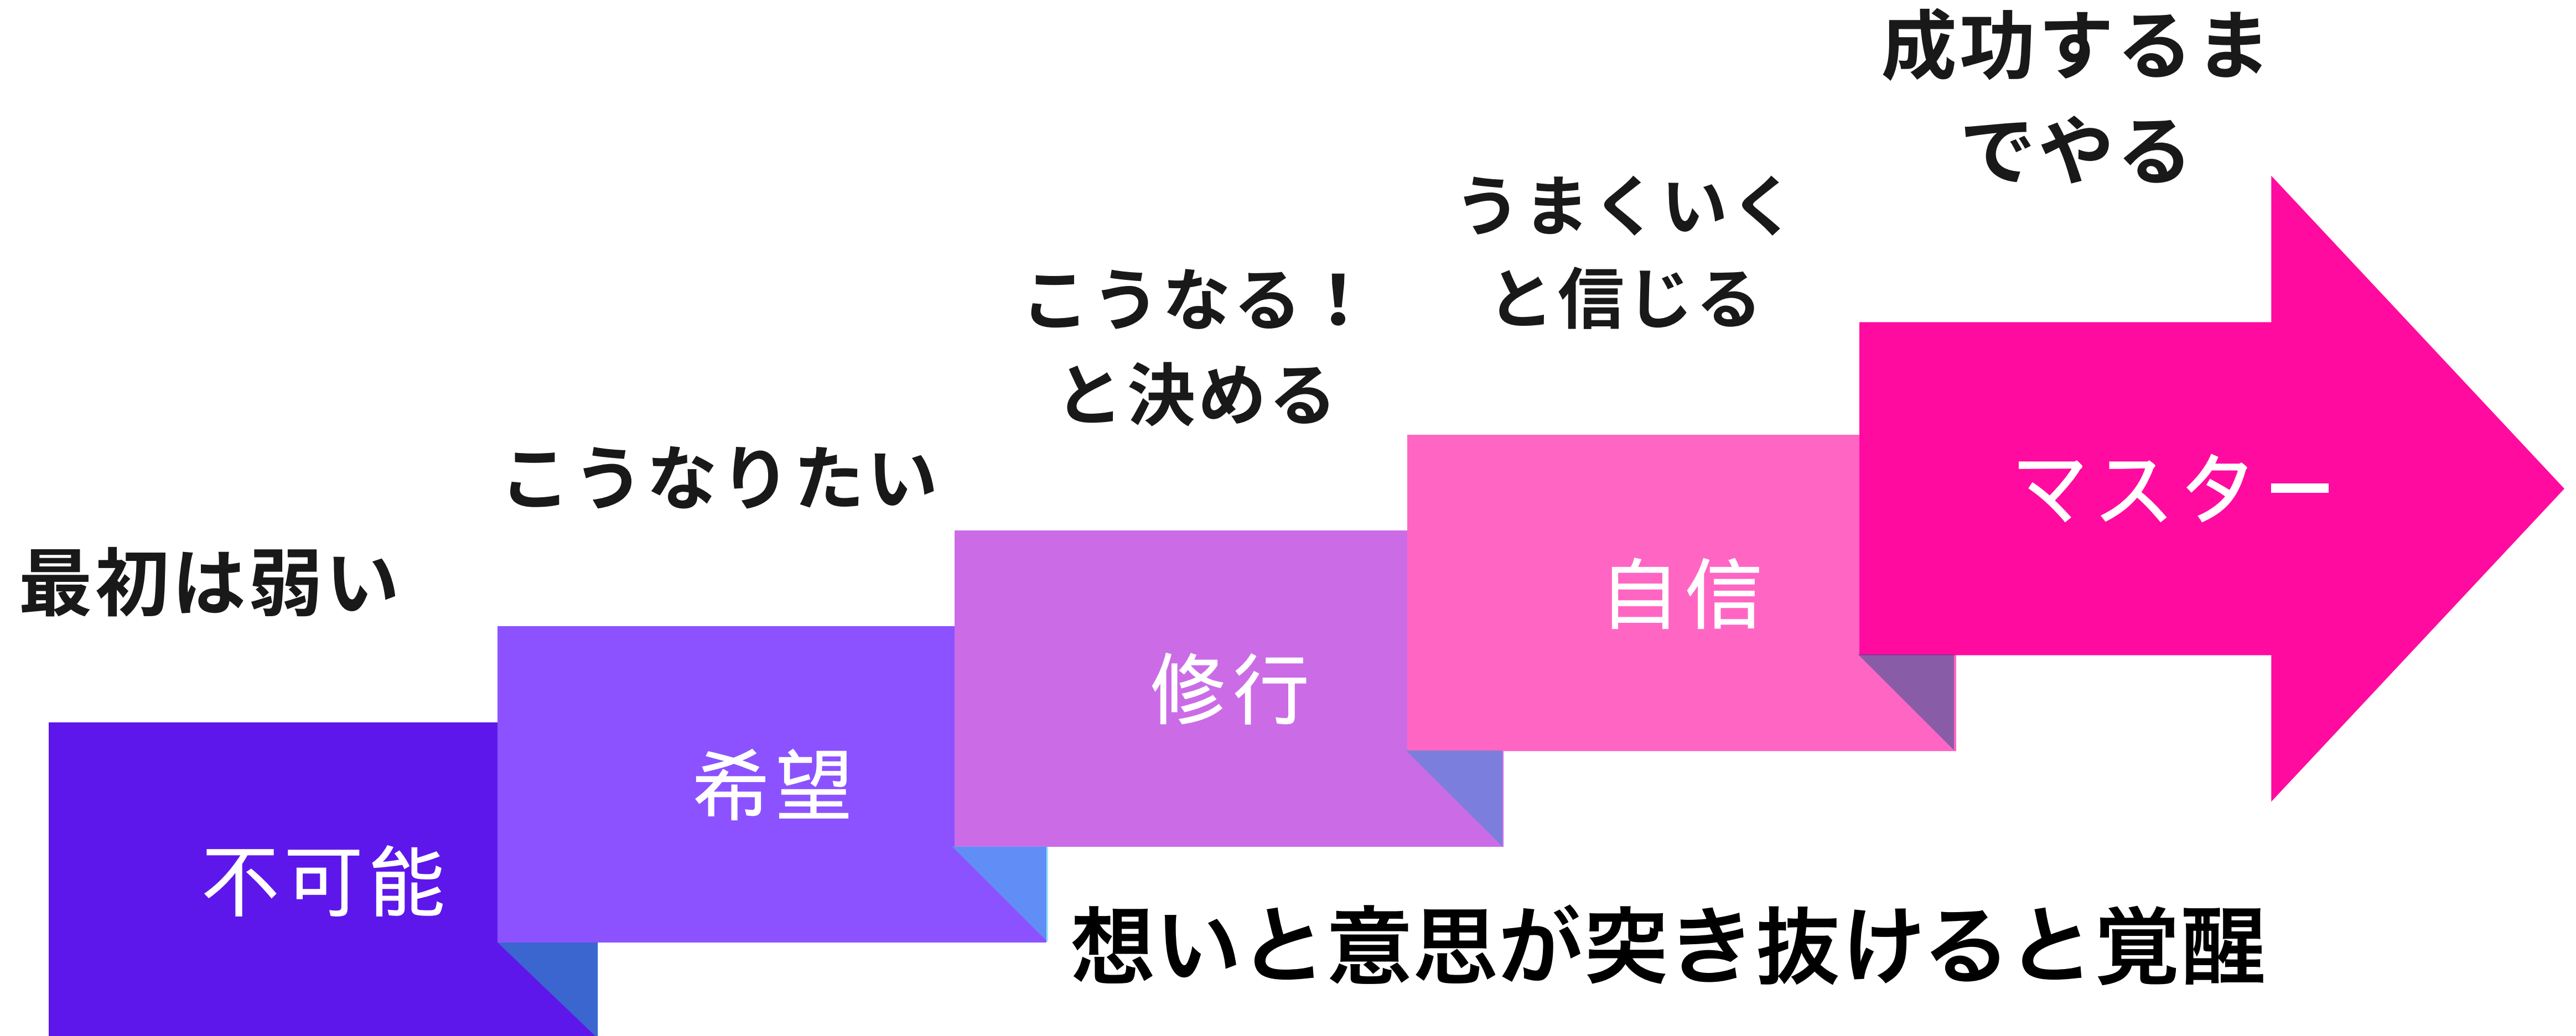 最初は弱い
不可能
こうなりたい
希望
こうなる！
と決める
修行
うまくいく
と信じる
自信
成功するま
でやる
マスター
想いと意思が突き抜けると覚醒